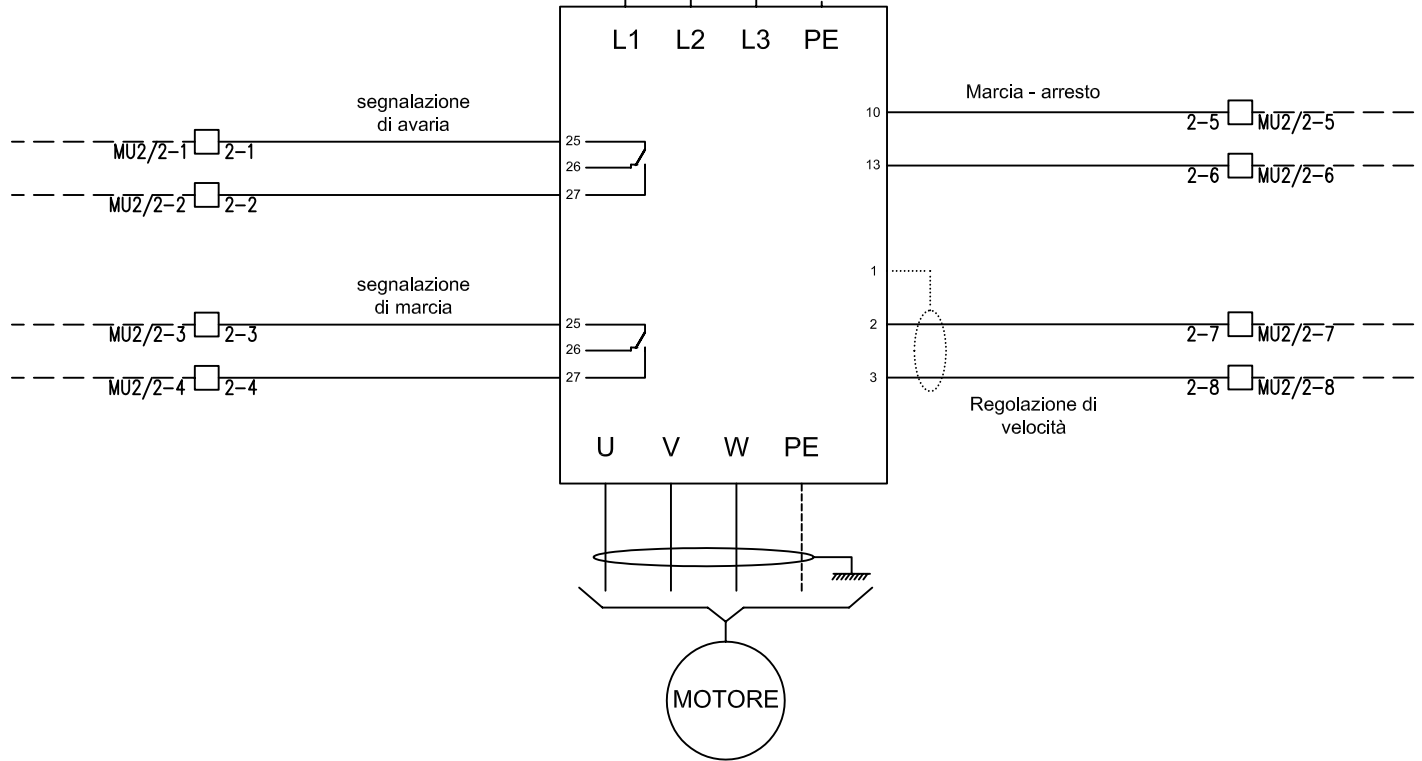 L1 L2 L3 PE
segnalazione
di avaria
Marcia - arresto
10
2-5 MU2/2-5
25
MU2/2-1 2-1
26
13
2-6 MU2/2-6
27
MU2/2-2 2-2
1
segnalazione
di marcia
25
MU2/2-3 2-3
2
2-7 MU2/2-7
26
27
MU2/2-4 2-4
3
2-8 MU2/2-8
Regolazione di
velocità
U V W PE
MOTORE